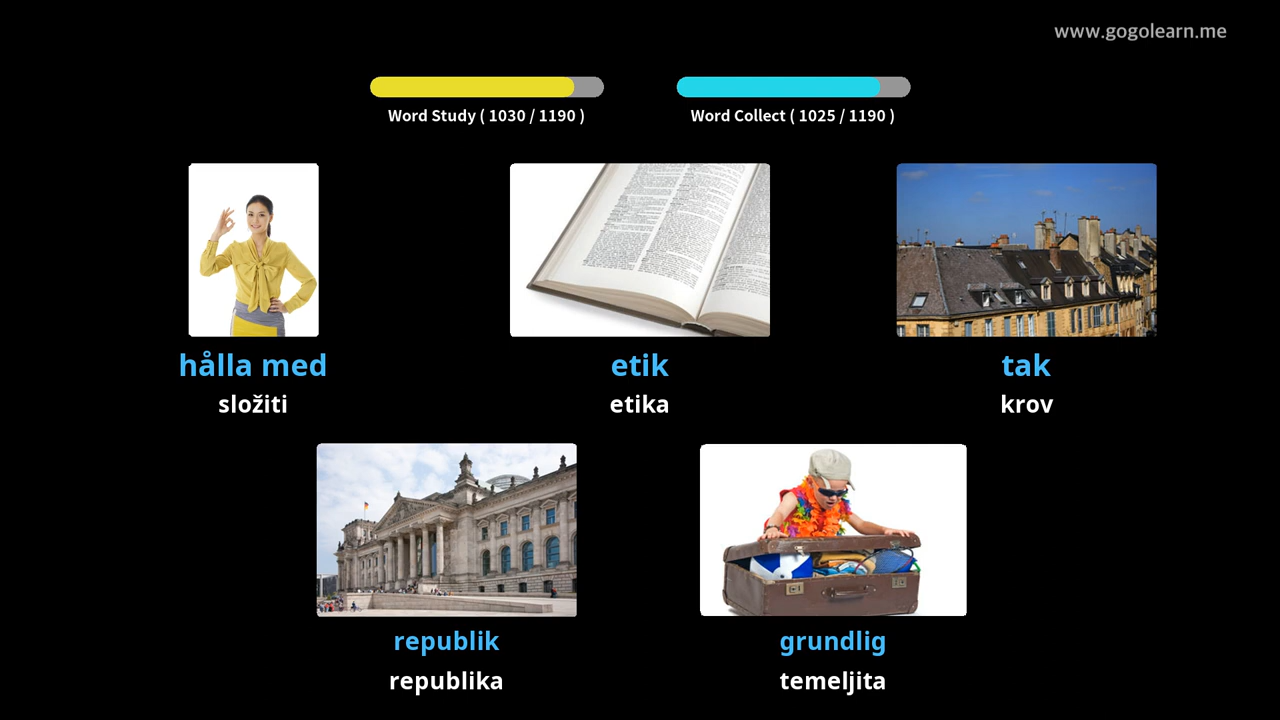 www.gogolearn.me
Word Study ( 1030 / 1190 )
Word Collect ( 1025 / 1190 )
hålla med
složiti
etik
etika
tak
krov
republik
republika
grundlig
temeljita